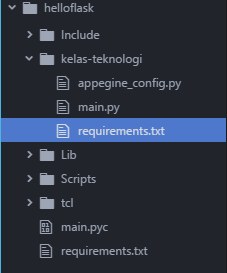 helloflask
Include
kelas-teknologi
appegine_config.py
main.py
requirements.txt
Lib
Scripts
tcl
main.pyc
requirements.txt